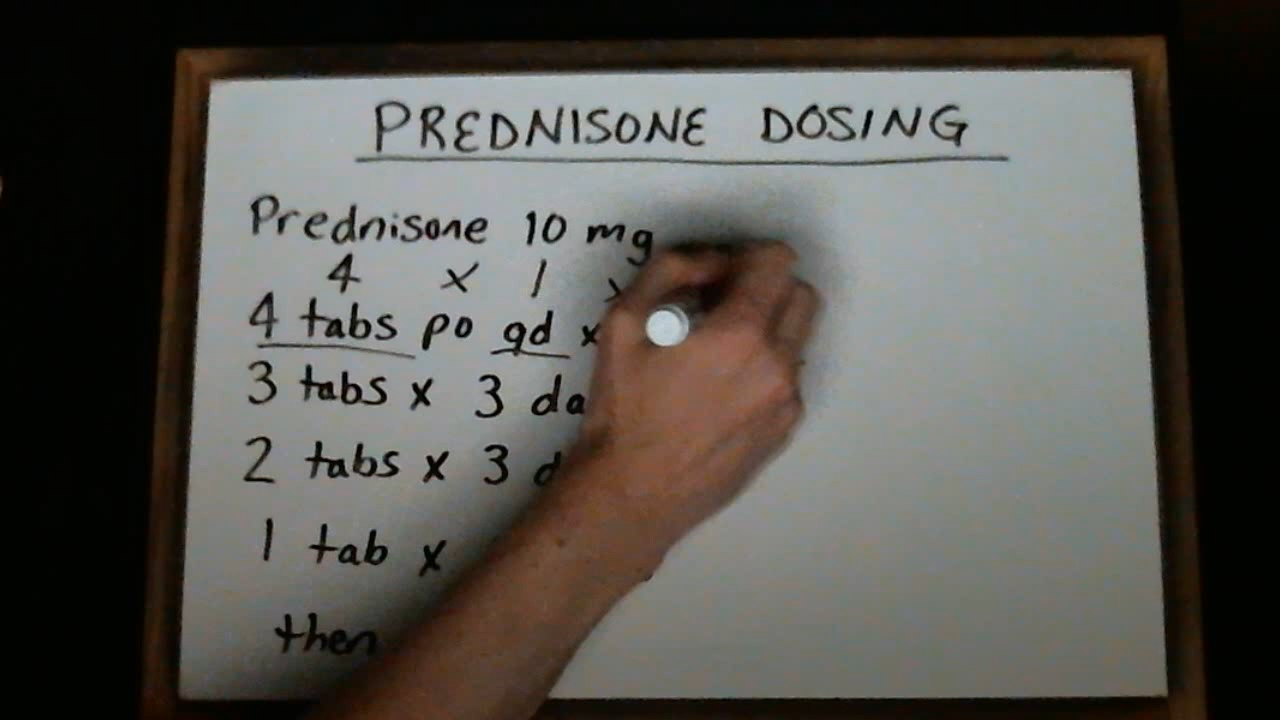 PREDNISONE DOSING
Prednisone 10 mg
4 x 1 x
4 tabs po qd x
3 tabs x 3 da
2 tabs x 3 d
1 tab x
then